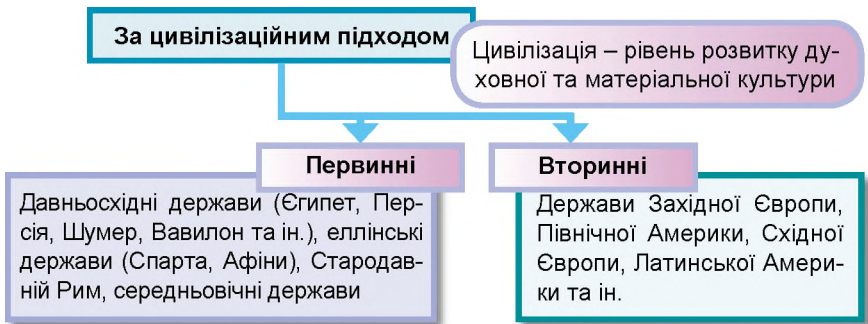 За цивілізаційним підходом
Цивілізація – рівень розвитку ду-
ховної та матеріальної культури
Первинні
Давньосхідні держави (Єгипет, Пер-
сія, Шумер, Вавилон та ін.), еллінські
держави (Спарта, Афіни), Стародав-
ній Рим, середньовічні держави
Вторинні
Держави Західної Європи,
Північної Америки, Східної
Європи, Латинської Амери-
ки та ін.